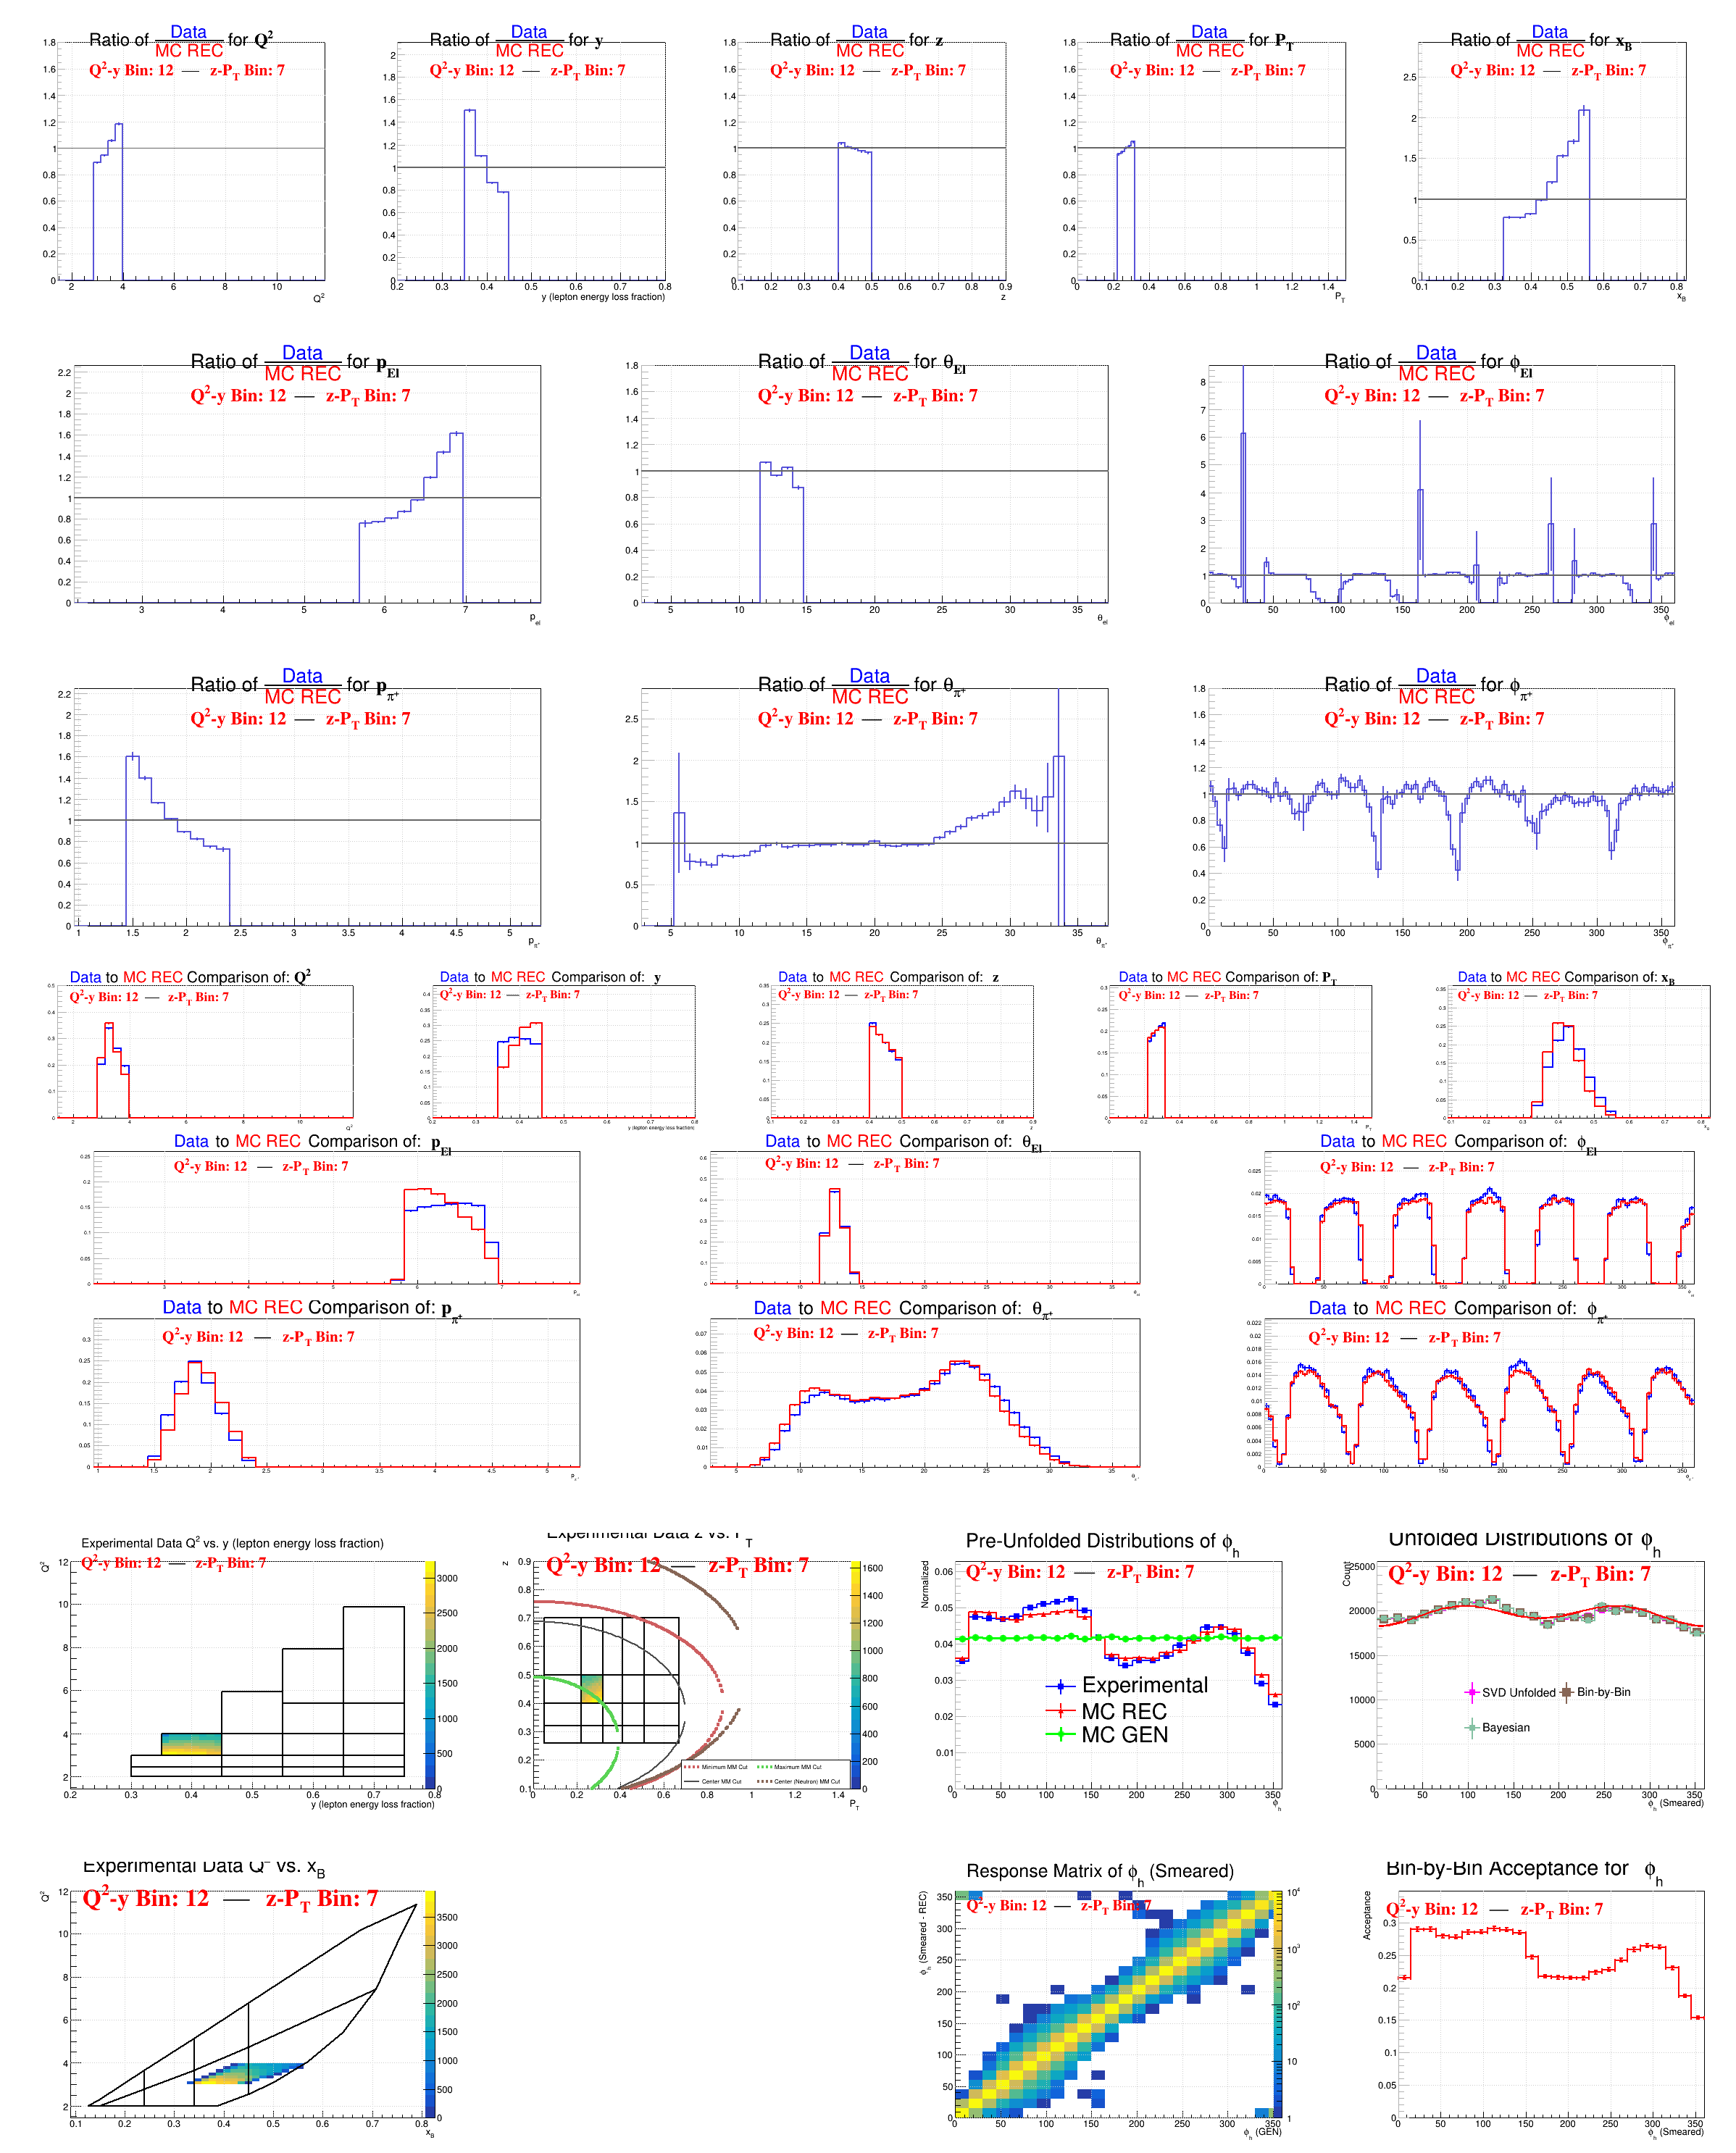 Ratio of Data / MC REC for Q²
Q²-y Bin: 12 — z-P_T Bin: 7
Ratio of Data / MC REC for y
Q²-y Bin: 12 — z-P_T Bin: 7
Ratio of Data / MC REC for z
Q²-y Bin: 12 — z-P_T Bin: 7
Ratio of Data / MC REC for P_T
Q²-y Bin: 12 — z-P_T Bin: 7
Ratio of Data / MC REC for x_B
Q²-y Bin: 12 — z-P_T Bin: 7
Q²
y (lepton energy loss fraction)
z
P_T
x_B
Ratio of Data / MC REC for p_El
Q²-y Bin: 12 — z-P_T Bin: 7
Ratio of Data / MC REC for θ_El
Q²-y Bin: 12 — z-P_T Bin: 7
Ratio of Data / MC REC for ϕ_El
Q²-y Bin: 12 — z-P_T Bin: 7
p_el
θ_el
ϕ_el
Ratio of Data / MC REC for p_π⁺
Q²-y Bin: 12 — z-P_T Bin: 7
Ratio of Data / MC REC for θ_π⁺
Q²-y Bin: 12 — z-P_T Bin: 7
Ratio of Data / MC REC for ϕ_π⁺
Q²-y Bin: 12 — z-P_T Bin: 7
p_π⁺
θ_π⁺
ϕ_π⁺
Data to MC REC Comparison of: Q²
Q²-y Bin: 12 — z-P_T Bin: 7
Data to MC REC Comparison of: y
Q²-y Bin: 12 — z-P_T Bin: 7
y (lepton energy loss fraction)
Data to MC REC Comparison of: z
Q²-y Bin: 12 — z-P_T Bin: 7
Data to MC REC Comparison of: P_T
Q²-y Bin: 12 — z-P_T Bin: 7
Data to MC REC Comparison of: x_B
Q²-y Bin: 12 — z-P_T Bin: 7
Data to MC REC Comparison of: p_El
Q²-y Bin: 12 — z-P_T Bin: 7
Data to MC REC Comparison of: θ_El
Q²-y Bin: 12 — z-P_T Bin: 7
Data to MC REC Comparison of: ϕ_El
Q²-y Bin: 12 — z-P_T Bin: 7
Data to MC REC Comparison of: p_π⁺
Q²-y Bin: 12 — z-P_T Bin: 7
Data to MC REC Comparison of: θ_π⁺
Q²-y Bin: 12 — z-P_T Bin: 7
Data to MC REC Comparison of: ϕ_π⁺
Q²-y Bin: 12 — z-P_T Bin: 7
Experimental Data Q² vs. y (lepton energy loss fraction)
Q²-y Bin: 12 — z-P_T Bin: 7
Q²
y (lepton energy loss fraction)
Experimental Data z vs. P_T
Q²-y Bin: 12 — z-P_T Bin: 7
Minimum MM Cut
Maximum MM Cut
Center MM Cut
Center (Neutron) MM Cut
P_T
Pre-Unfolded Distributions of ϕ_h
Q²-y Bin: 12 — z-P_T Bin: 7
Normalized
Experimental
MC REC
MC GEN
ϕ_h
Unfolded Distributions of ϕ_h
Q²-y Bin: 12 — z-P_T Bin: 7
Count
SVD Unfolded
Bin-by-Bin
Bayesian
ϕ_h (Smeared)
Experimental Data Q² vs. x_B
Q²-y Bin: 12 — z-P_T Bin: 7
Q²
x_B
Response Matrix of ϕ_h (Smeared)
Q²-y Bin: 12 — z-P_T Bin: 7
ϕ_h (Smeared - REC)
ϕ_h (GEN)
Bin-by-Bin Acceptance for ϕ_h
Q²-y Bin: 12 — z-P_T Bin: 7
Acceptance
ϕ_h (Smeared)